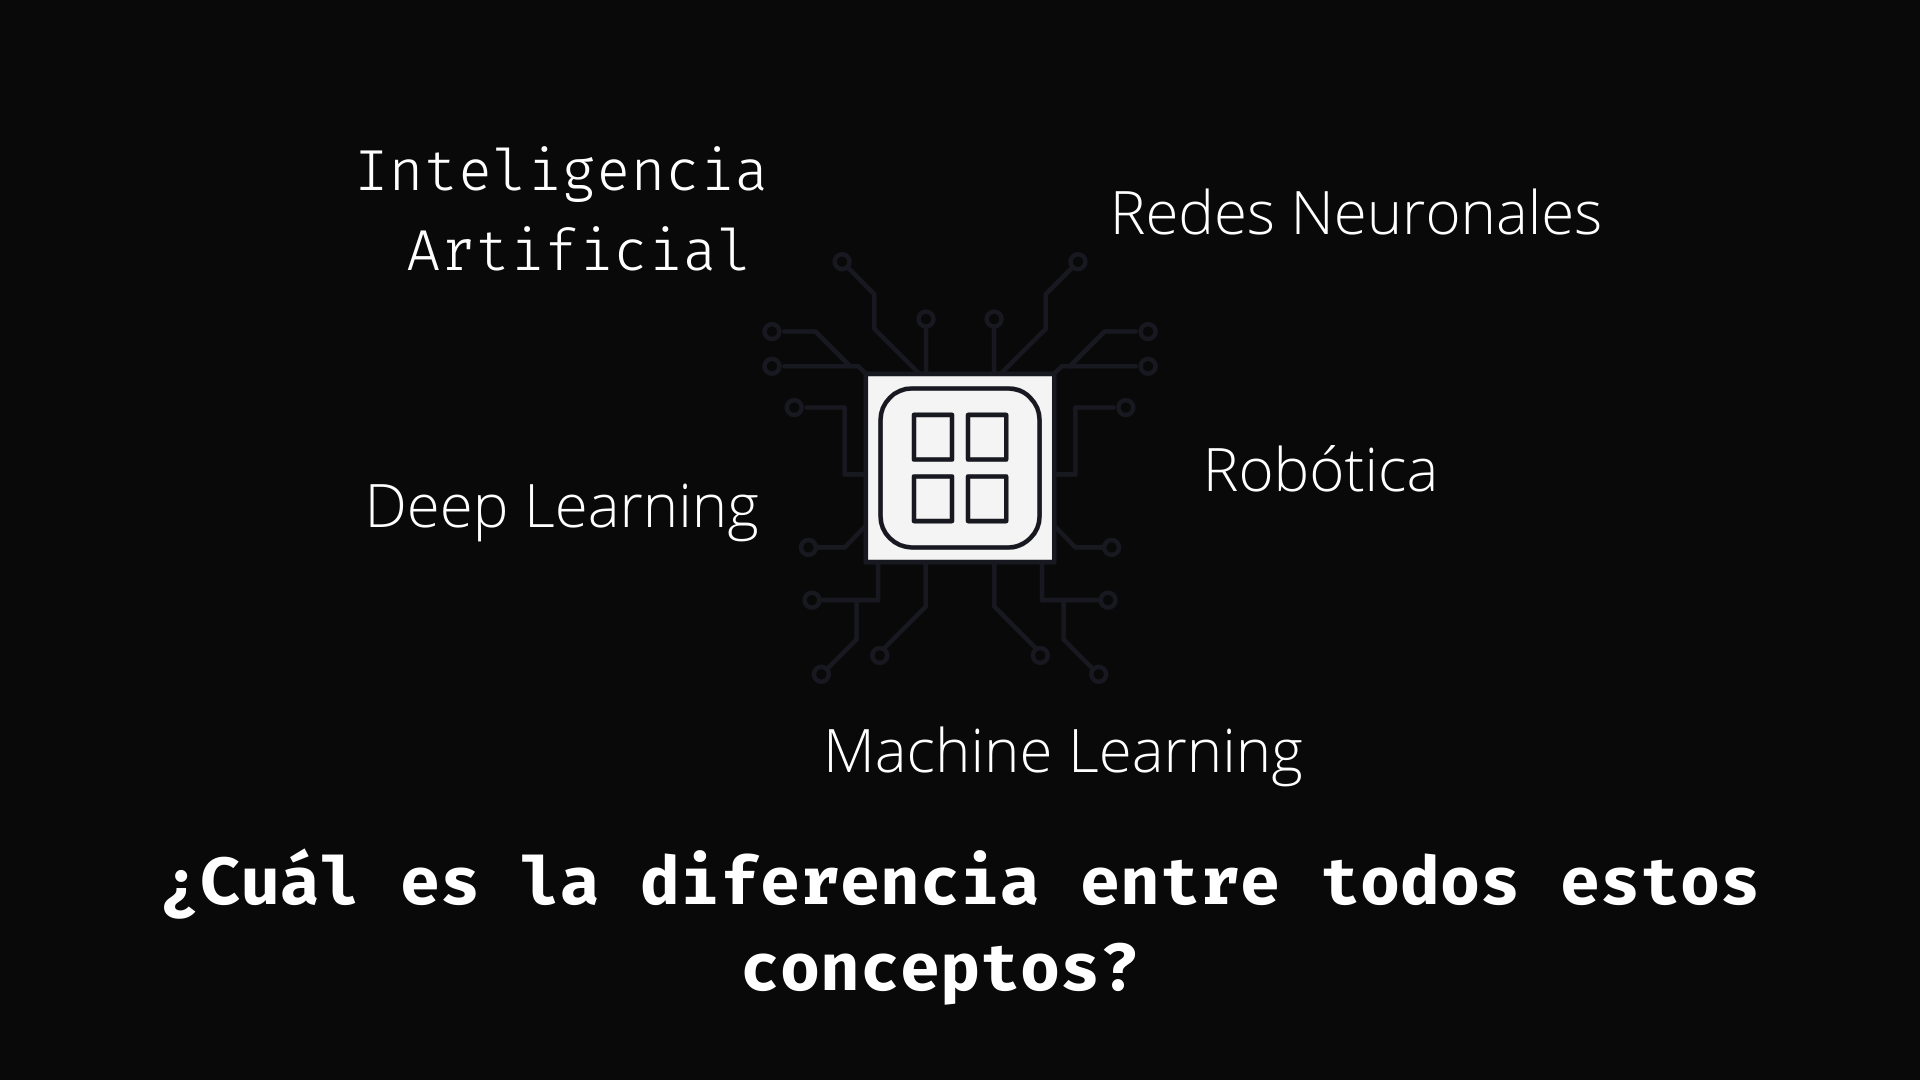 Inteligencia
Artificial
Redes Neuronales
Deep Learning
Robótica
Machine Learning
¿Cuál es la diferencia entre todos estos
conceptos?